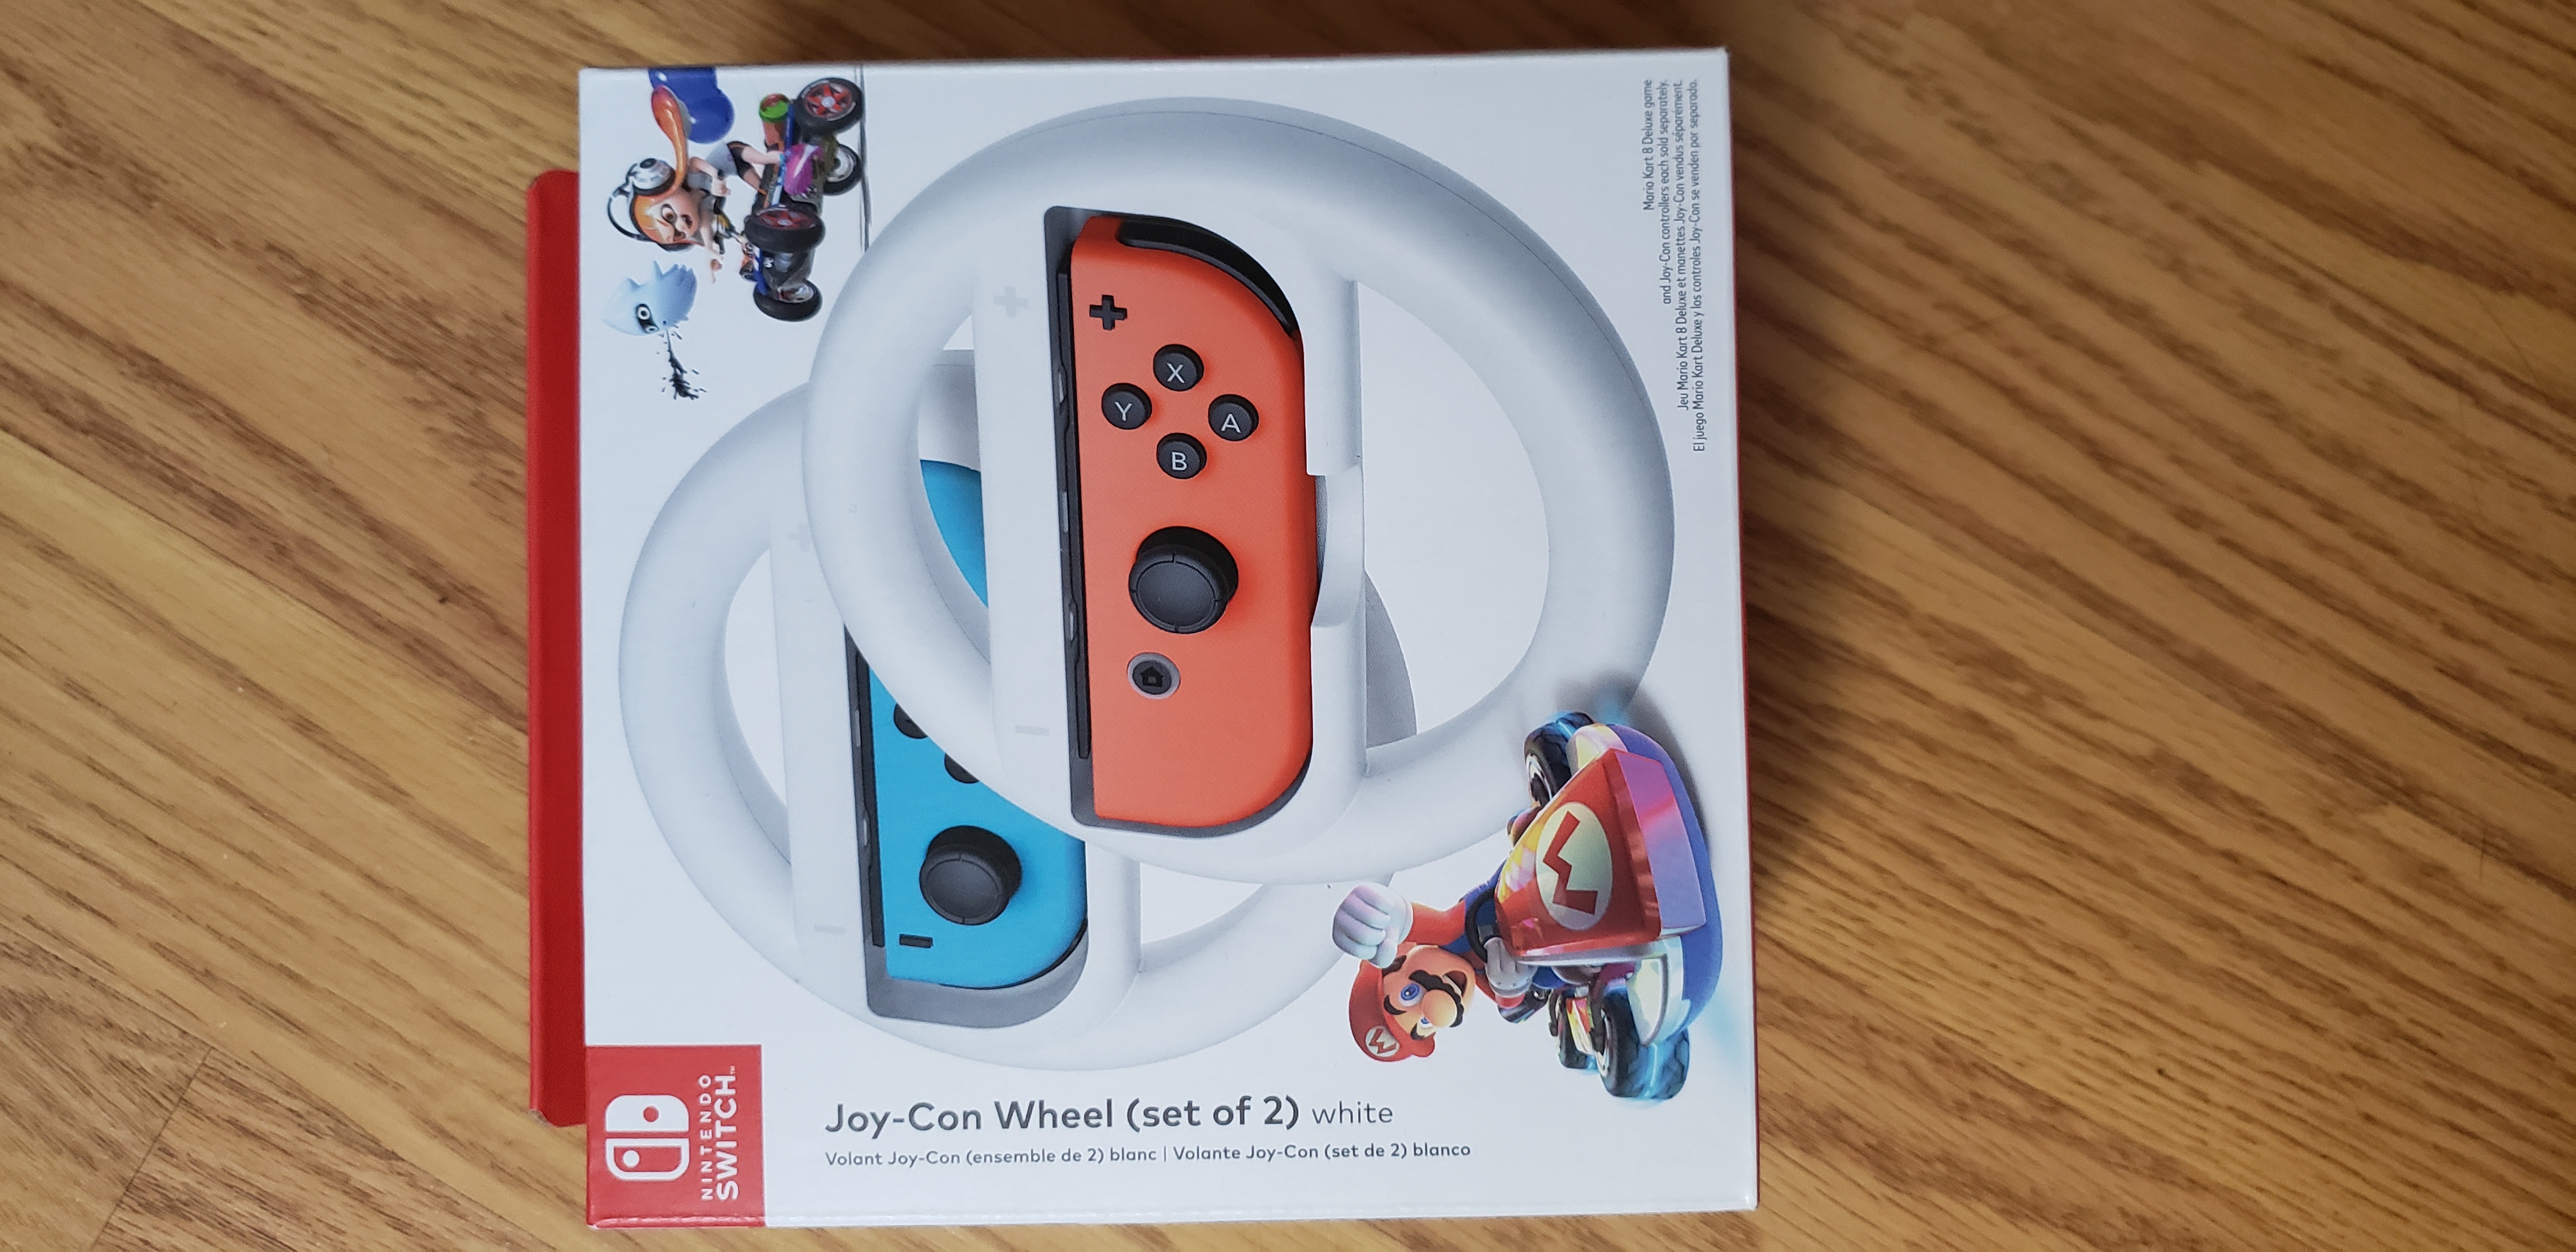 NINTENDO
SWITCH™
Joy-Con Wheel (set of 2) white
Volant Joy-Con (ensemble de 2) blanc | Volante Joy-Con (set de 2) blanco
Y
X
B
A
M
M
Mario Kart 8 Deluxe game
and Joy-Con controllers each sold separately.
Jeu Mario Kart 8 Deluxe et manettes Joy-Con vendus séparément.
El juego Mario Kart Deluxe y los controles Joy-Con se venden por separado.